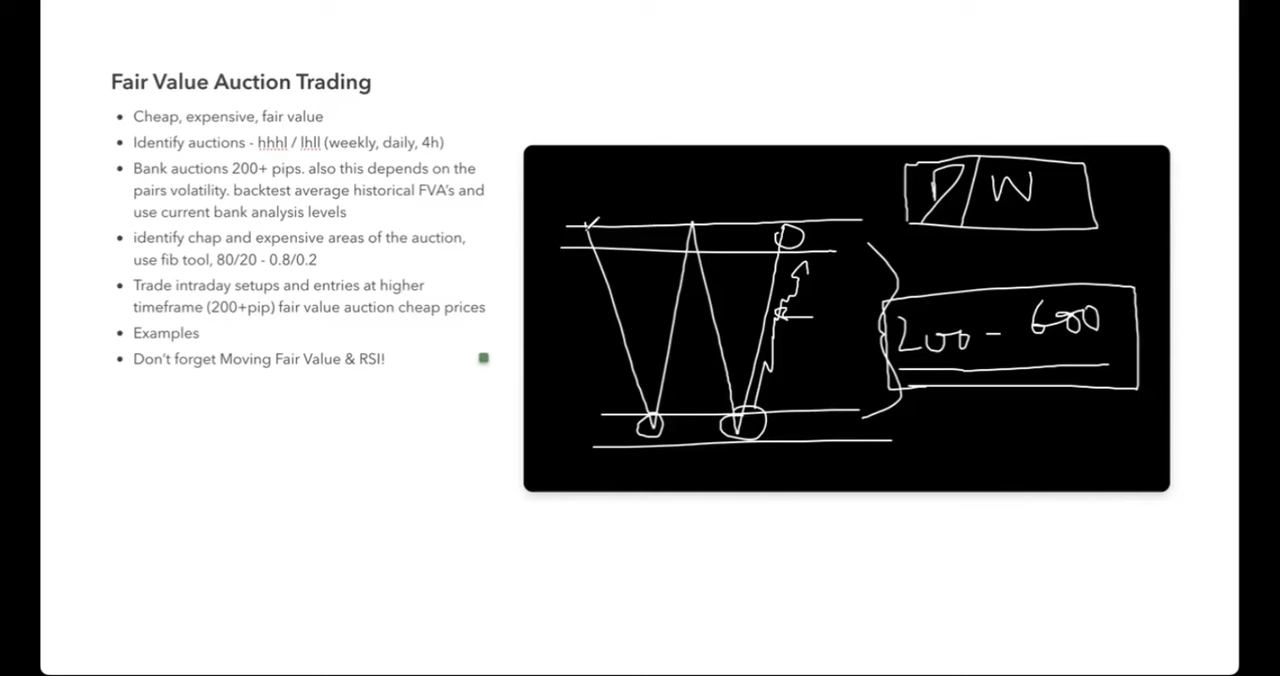 Fair Value Auction Trading
• Cheap, expensive, fair value
• Identify auctions - hhhl / lhll (weekly, daily, 4h)
• Bank auctions 200+ pips. also this depends on the
pairs volatility. backtest average historical FVA's and
use current bank analysis levels
• identify chap and expensive areas of the auction,
use fib tool, 80/20 - 0.8/0.2
• Trade intraday setups and entries at higher
timeframe (200+pip) fair value auction cheap prices
• Examples
• Don't forget Moving Fair Value & RSI!
D / W
200 - 600